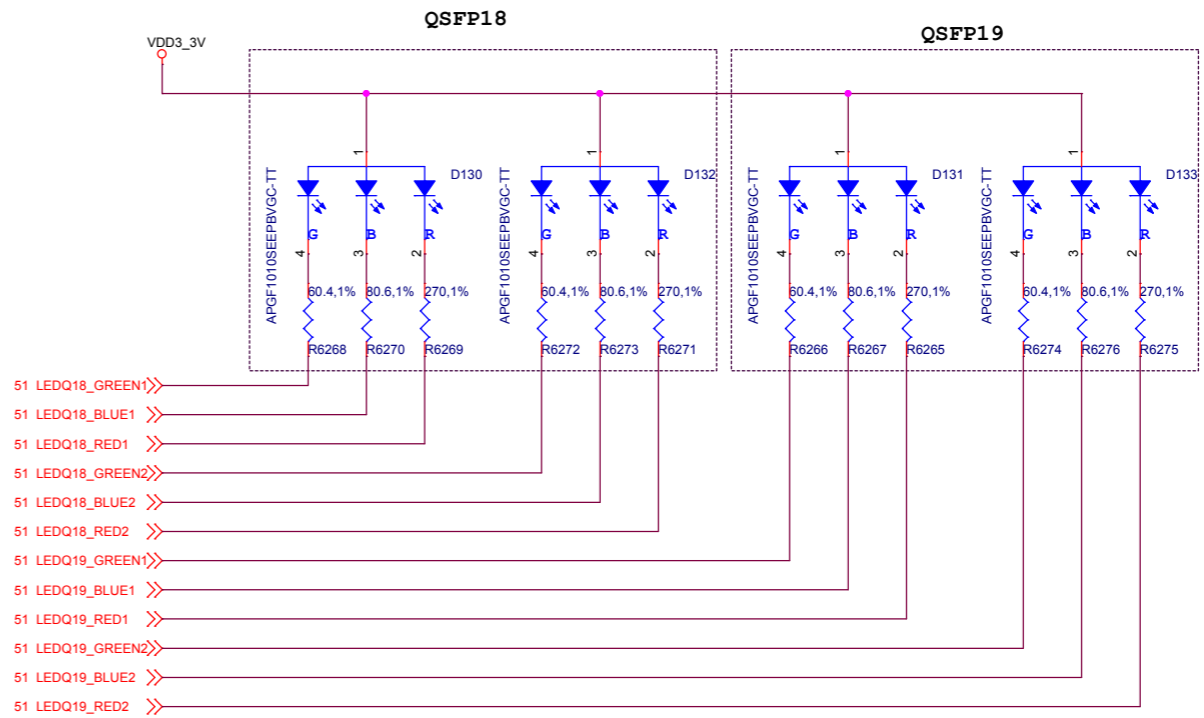 QSFP18
QSFP19
VDD3_3V
1
1
1
1
APGF1010SEEPBVGC-TT
D130
APGF1010SEEPBVGC-TT
D132
APGF1010SEEPBVGC-TT
D131
APGF1010SEEPBVGC-TT
D133
G B R
G B R
G B R
G B R
4 3 2
4 3 2
4 3 2
4 3 2
60.4,1% 80.6,1% 270,1%
60.4,1% 80.6,1% 270,1%
60.4,1% 80.6,1% 270,1%
60.4,1% 80.6,1% 270,1%
R6268 R6270 R6269
R6272 R6273 R6271
R6266 R6267 R6265
R6274 R6276 R6275
51 LEDQ18_GREEN1
51 LEDQ18_BLUE1
51 LEDQ18_RED1
51 LEDQ18_GREEN2
51 LEDQ18_BLUE2
51 LEDQ18_RED2
51 LEDQ19_GREEN1
51 LEDQ19_BLUE1
51 LEDQ19_RED1
51 LEDQ19_GREEN2
51 LEDQ19_BLUE2
51 LEDQ19_RED2